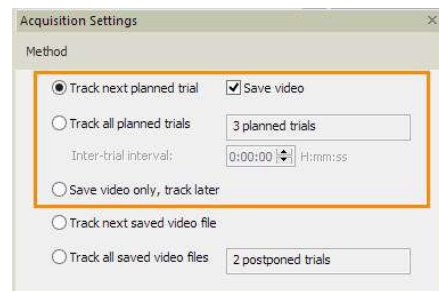 Acquisition Settings
Method
Track next planned trial Save video
Track all planned trials 3 planned trials
Inter-trial interval: 0:00:00 H:mm:ss
Save video only, track later
Track next saved video file
Track all saved video files 2 postponed trials